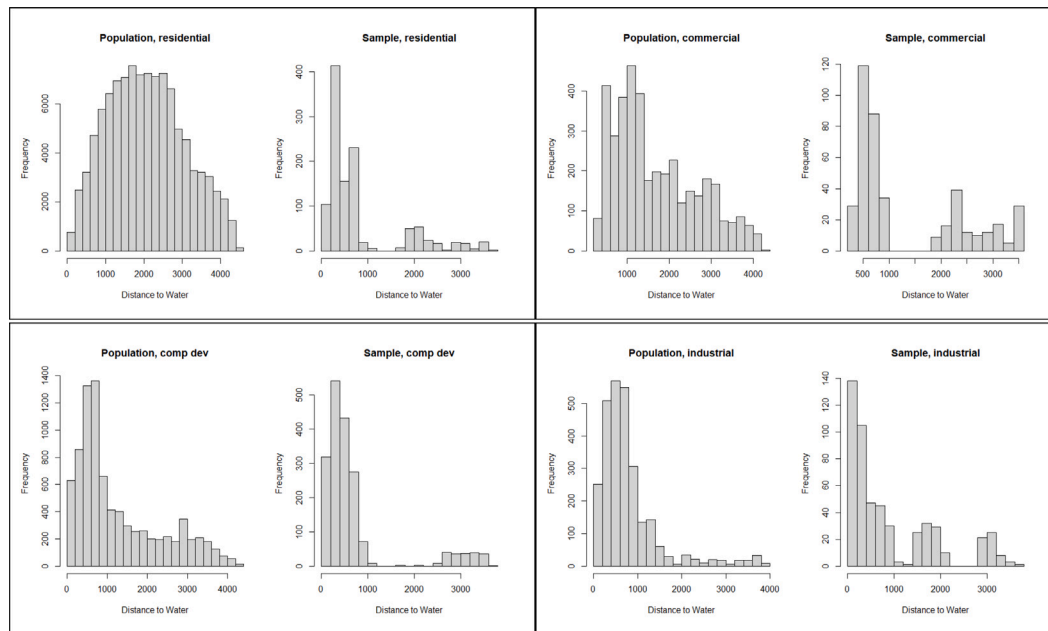 Population, residential
Sample, residential
Population, commercial
Sample, commercial
Frequency
0 2000 4000 6000
0 1000 2000 3000 4000
Distance to Water
Frequency
0 100 200 300 400
0 1000 2000 3000
Distance to Water
Frequency
0 100 200 300 400
1000 2000 3000 4000
Distance to Water
Frequency
0 20 40 60 80 100 120
500 1000 2000 3000
Distance to Water
Population, comp dev
Sample, comp dev
Population, industrial
Sample, industrial
Frequency
0 200 400 600 800 1000 1200 1400
0 1000 2000 3000 4000
Distance to Water
Frequency
0 100 200 300 400 500
0 1000 2000 3000
Distance to Water
Frequency
0 100 200 300 400 500
0 1000 2000 3000 4000
Distance to Water
Frequency
0 20 40 60 80 100 120 140
0 1000 2000 3000
Distance to Water